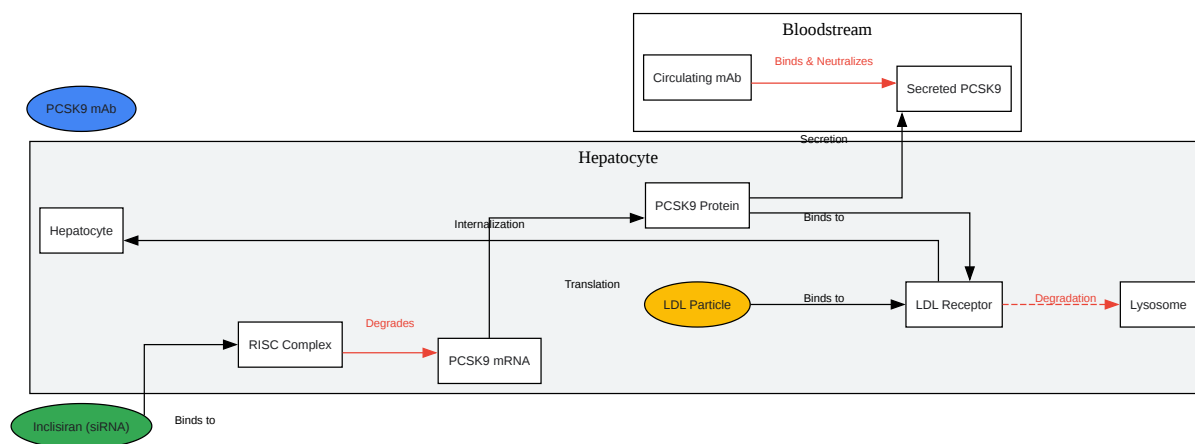 Bloodstream
Circulating mAb
Binds & Neutralizes
Secreted PCSK9
PCSK9 mAb
Secretion
Hepatocyte
PCSK9 Protein
Hepatocyte
Internalization
Binds to
Translation
LDL Particle
Binds to
LDL Receptor
Degradation
Lysosome
RISC Complex
Degrades
PCSK9 mRNA
Inclisiran (siRNA)
Binds to